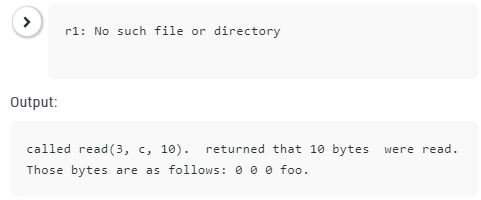 r1: No such file or directory
Output:
called read(3, c, 10).  returned that 10 bytes  were read.
Those bytes are as follows: 0 0 0 foo.